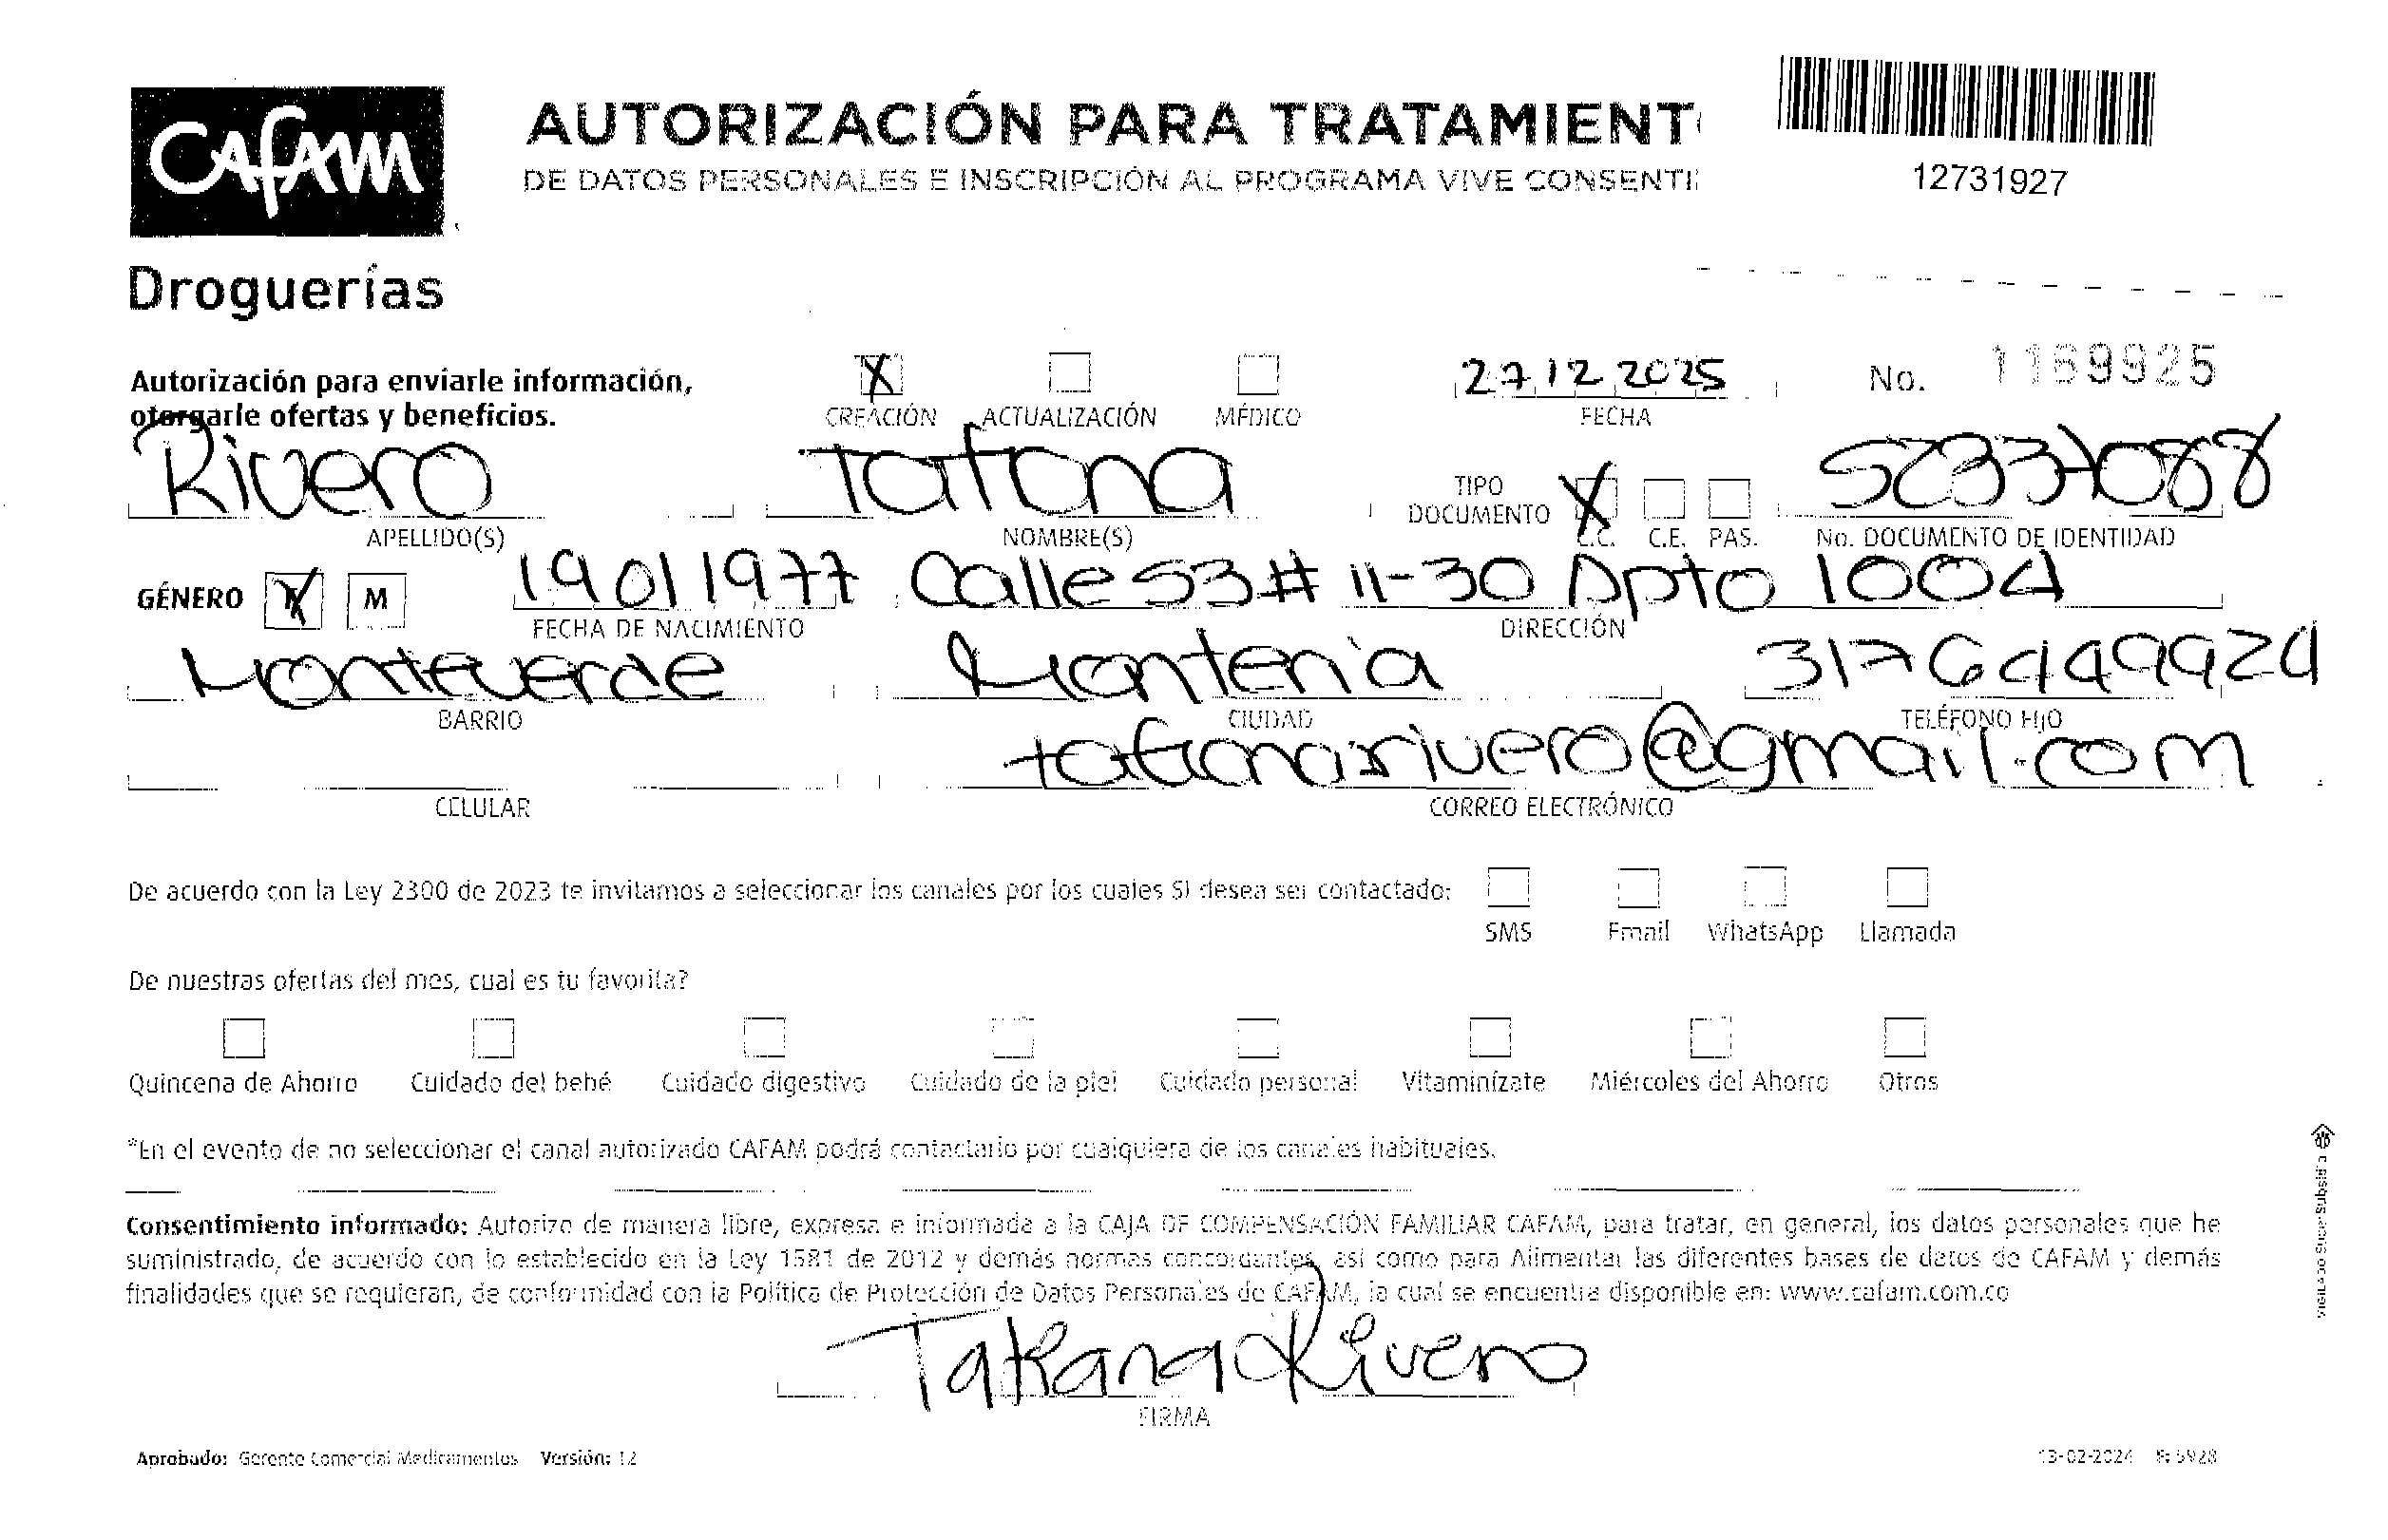 CAFAM
Droguerías
AUTORIZACIÓN PARA TRATAMIENT
DE DATOS PERSONALES E INSCRIPCIÓN AL PROGRAMA VIVE CONSENTI
12731927
Autorización para enviarle información,
otorgarle ofertas y beneficios.
X CREACIÓN ACTUALIZACIÓN MÉDICO
27 12 2025
FECHA
No. 1169925
Rivero
APELLIDO(S)
Tatiana
NOMBRE(S)
TIPO DOCUMENTO X C.C. C.E. PAS.
No. DOCUMENTO DE IDENTIDAD
GÉNERO F X M
19011977
FECHA DE NACIMIENTO
Calle 53 # 11-30 Apto 1004
DIRECCIÓN
Monteverde
BARRIO
Montería
CIUDAD
3176449924
TELÉFONO FIJO
CELULAR
tatianarivero@gmail.com
CORREO ELECTRÓNICO
De acuerdo con la Ley 2300 de 2023 te invitamos a seleccionar los canales por los cuales SI desea ser contactado:
SMS Email WhatsApp Llamada
De nuestras ofertas del mes, cual es tu favorita?
Quincena de Ahorro Cuidado del bebé Cuidado digestivo Cuidado de la piel Cuidado personal Vitaminízate Miércoles del Ahorro Otros
*En el evento de no seleccionar el canal autorizado CAFAM podrá contactarlo por cualquiera de los canales habituales.
Consentimiento informado: Autorizo de manera libre, expresa e informada a la CAJA DE COMPENSACIÓN FAMILIAR CAFAM, para tratar, en general, los datos personales que he
suministrado, de acuerdo con lo establecido en la Ley 1581 de 2012 y demás normas concordantes, así como para Alimentar las diferentes bases de datos de CAFAM y demás
finalidades que se requieran, de conformidad con la Política de Protección de Datos Personales de CAFAM, la cual se encuentra disponible en: www.cafam.com.co
Tatiana Rivero
FIRMA
Aprobado: Gerente Comercial Medicamentos Versión: 12
13-02-2024